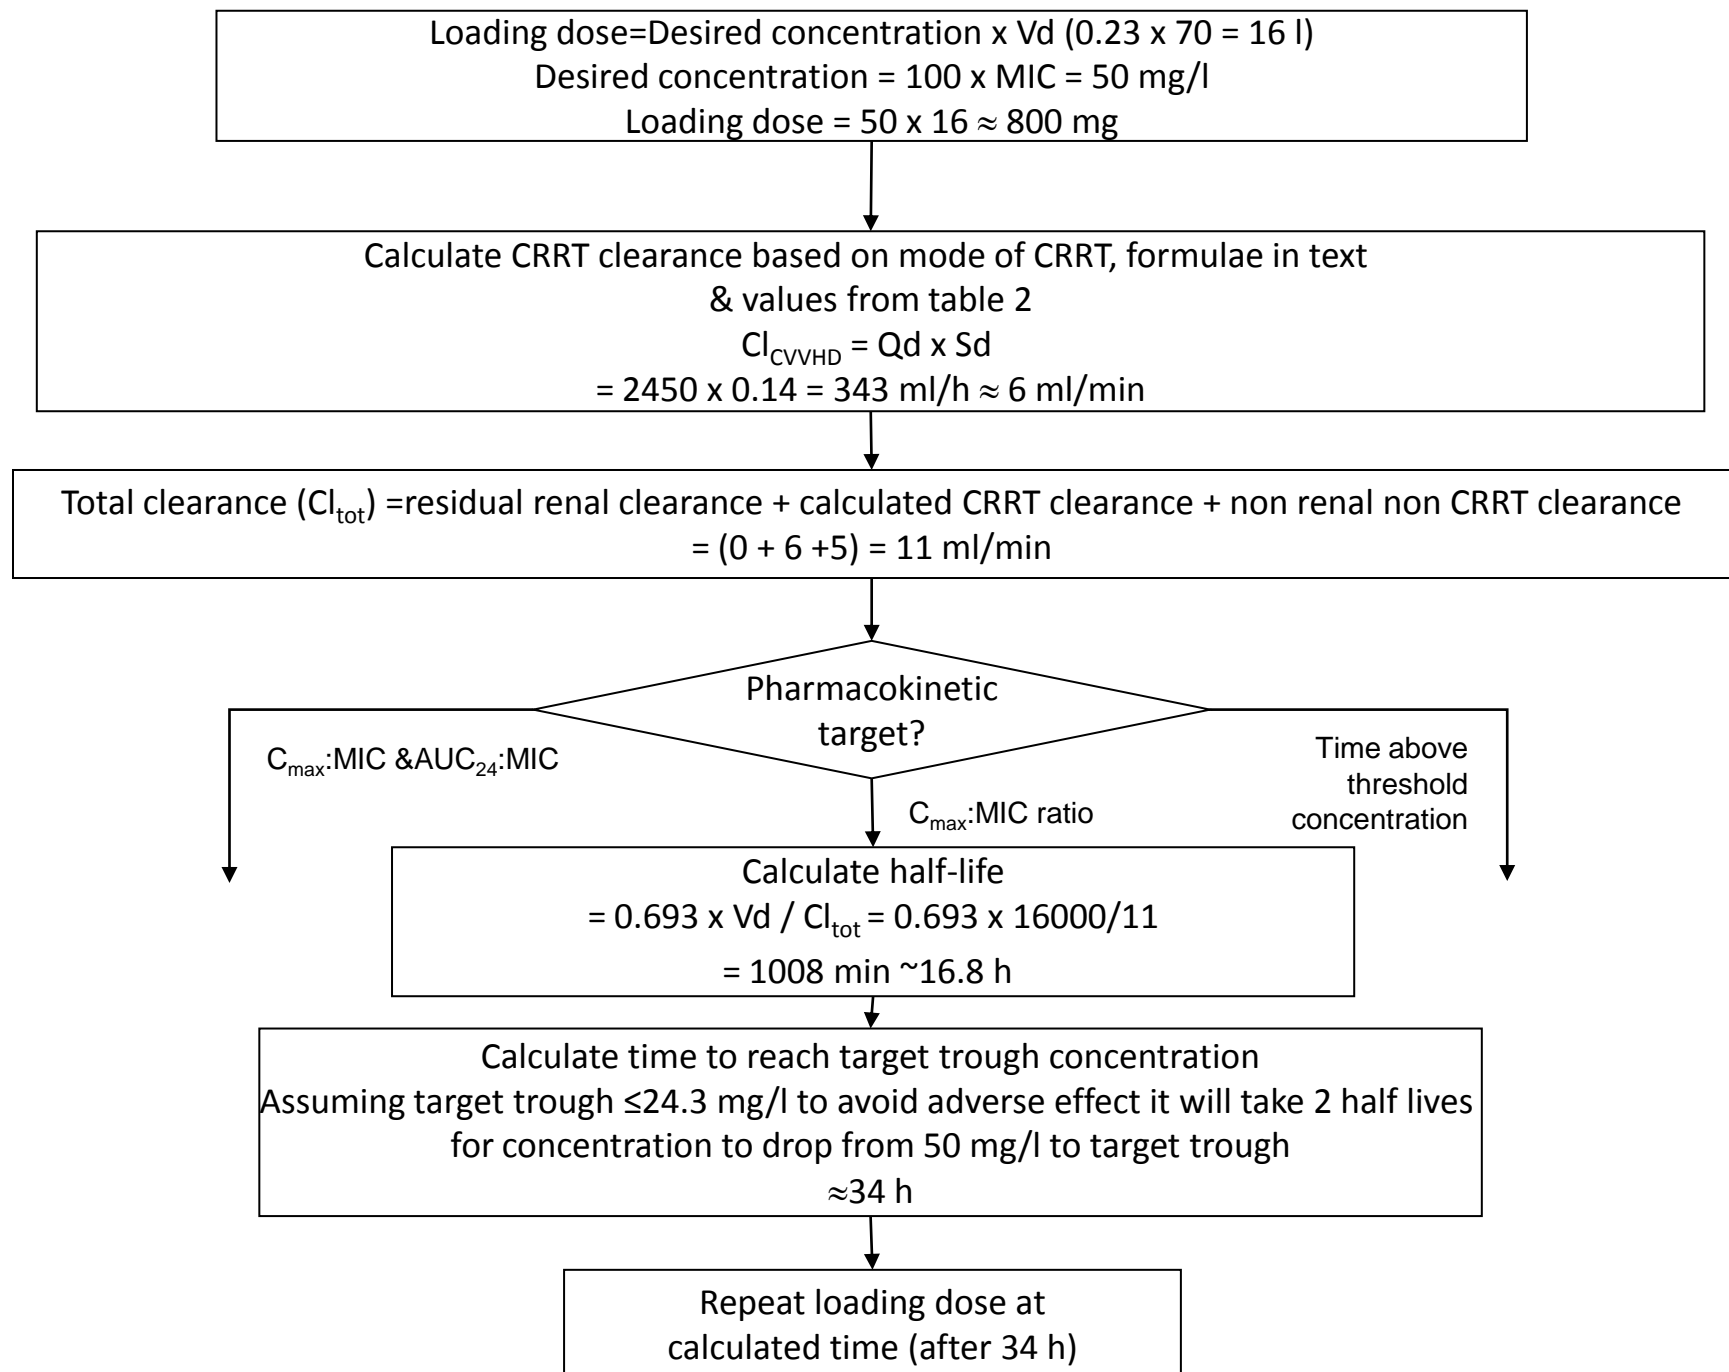 Loading dose=Desired concentration x Vd (0.23 x 70 = 16 l)
Desired concentration = 100 x MIC = 50 mg/l
Loading dose = 50 x 16 ≈ 800 mg
Calculate CRRT clearance based on mode of CRRT, formulae in text
& values from table 2
Cl_CVVHD = Qd x Sd
= 2450 x 0.14 = 343 ml/h ≈ 6 ml/min
Total clearance (Cl_tot) =residual renal clearance + calculated CRRT clearance + non renal non CRRT clearance
= (0 + 6 +5) = 11 ml/min
Pharmacokinetic
target?
C_max:MIC &AUC_24:MIC
C_max:MIC ratio
Time above
threshold
concentration
Calculate half-life
= 0.693 x Vd / Cl_tot = 0.693 x 16000/11
= 1008 min ~16.8 h
Calculate time to reach target trough concentration
Assuming target trough ≤24.3 mg/l to avoid adverse effect it will take 2 half lives
for concentration to drop from 50 mg/l to target trough
≈34 h
Repeat loading dose at
calculated time (after 34 h)